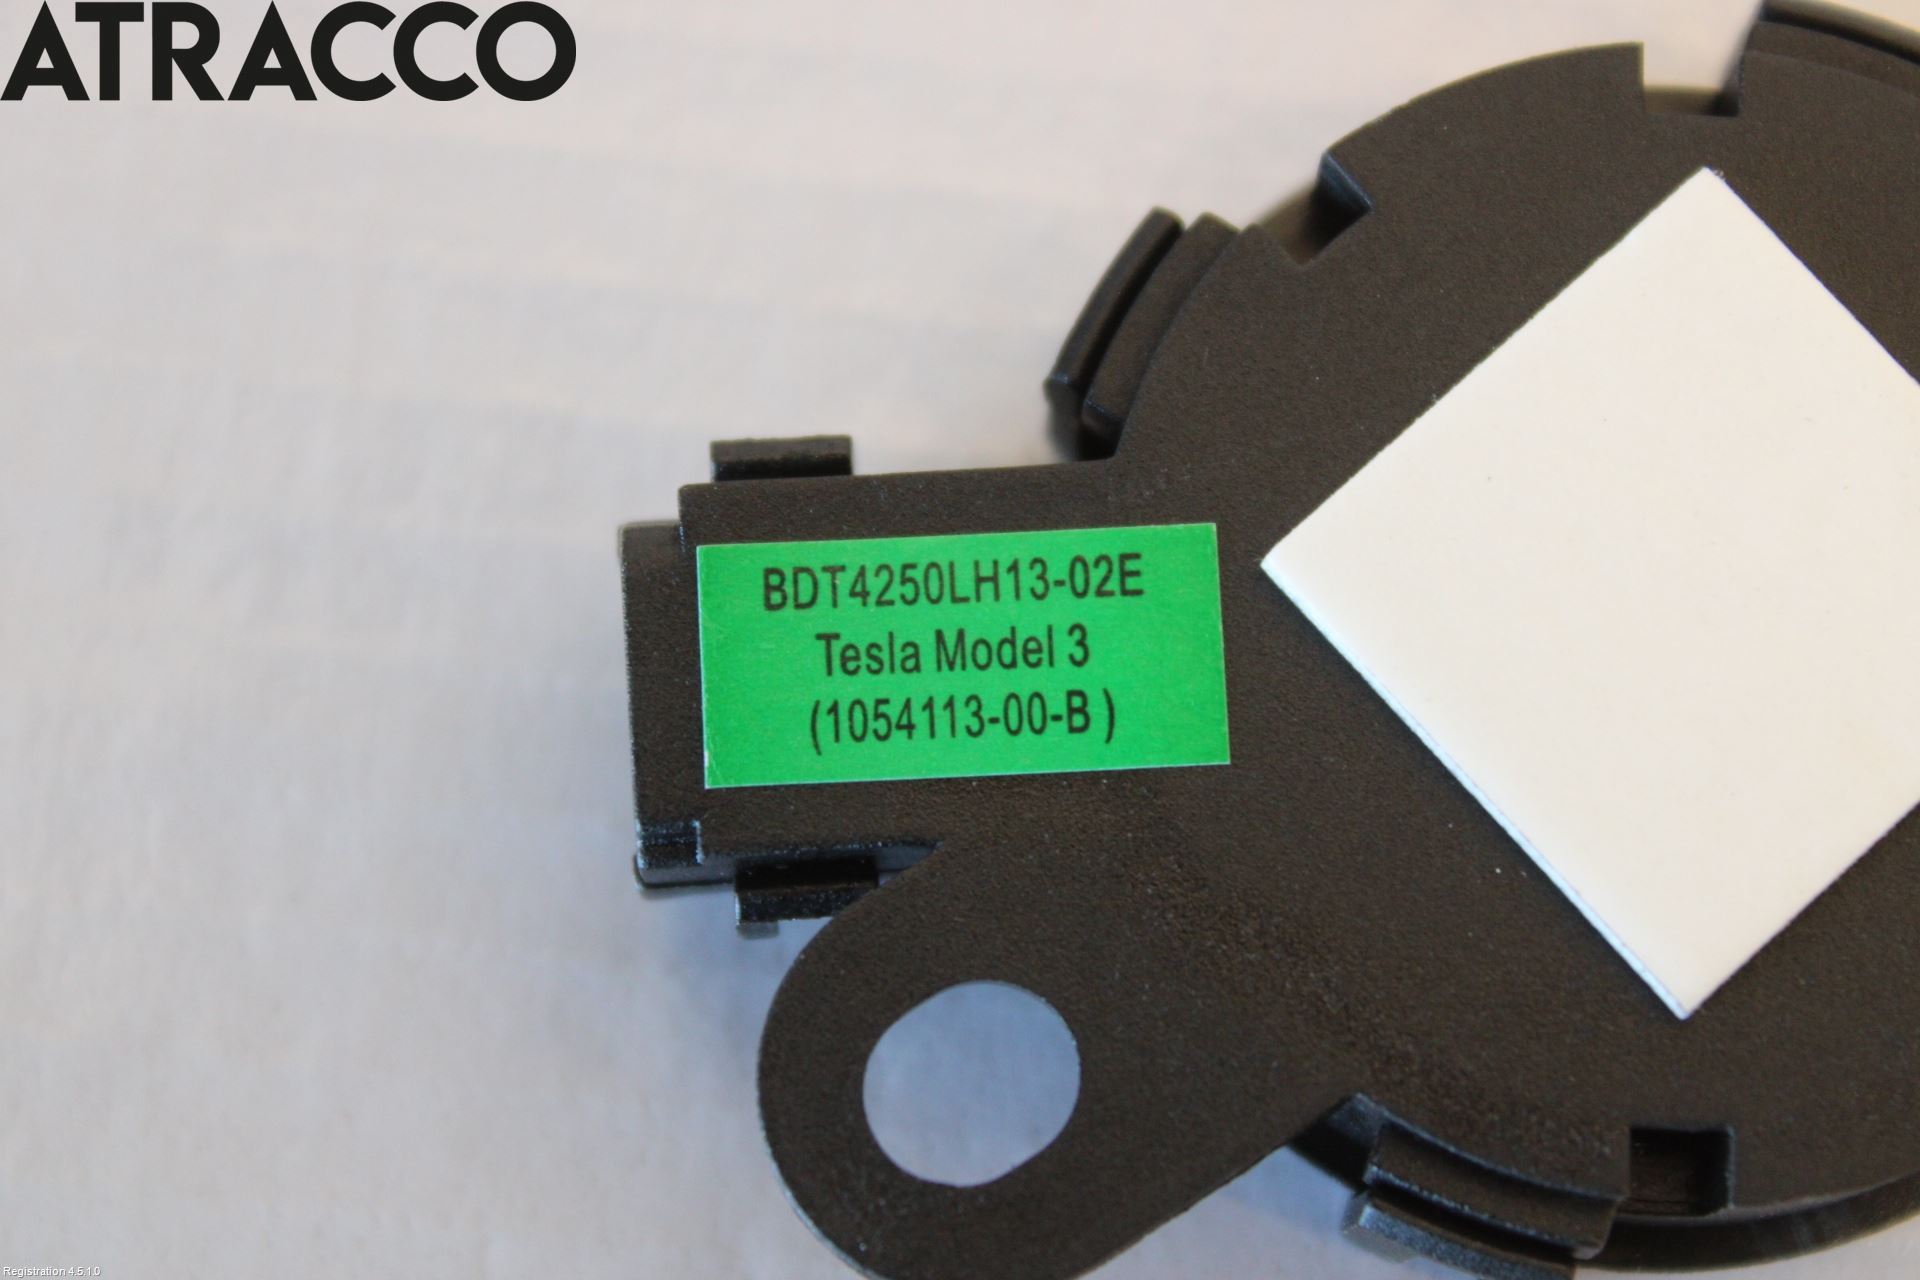 ATRACCO
BDT4250LH13-02E
Tesla Model 3
(1054113-00-B )
Registration 4.5.1.0